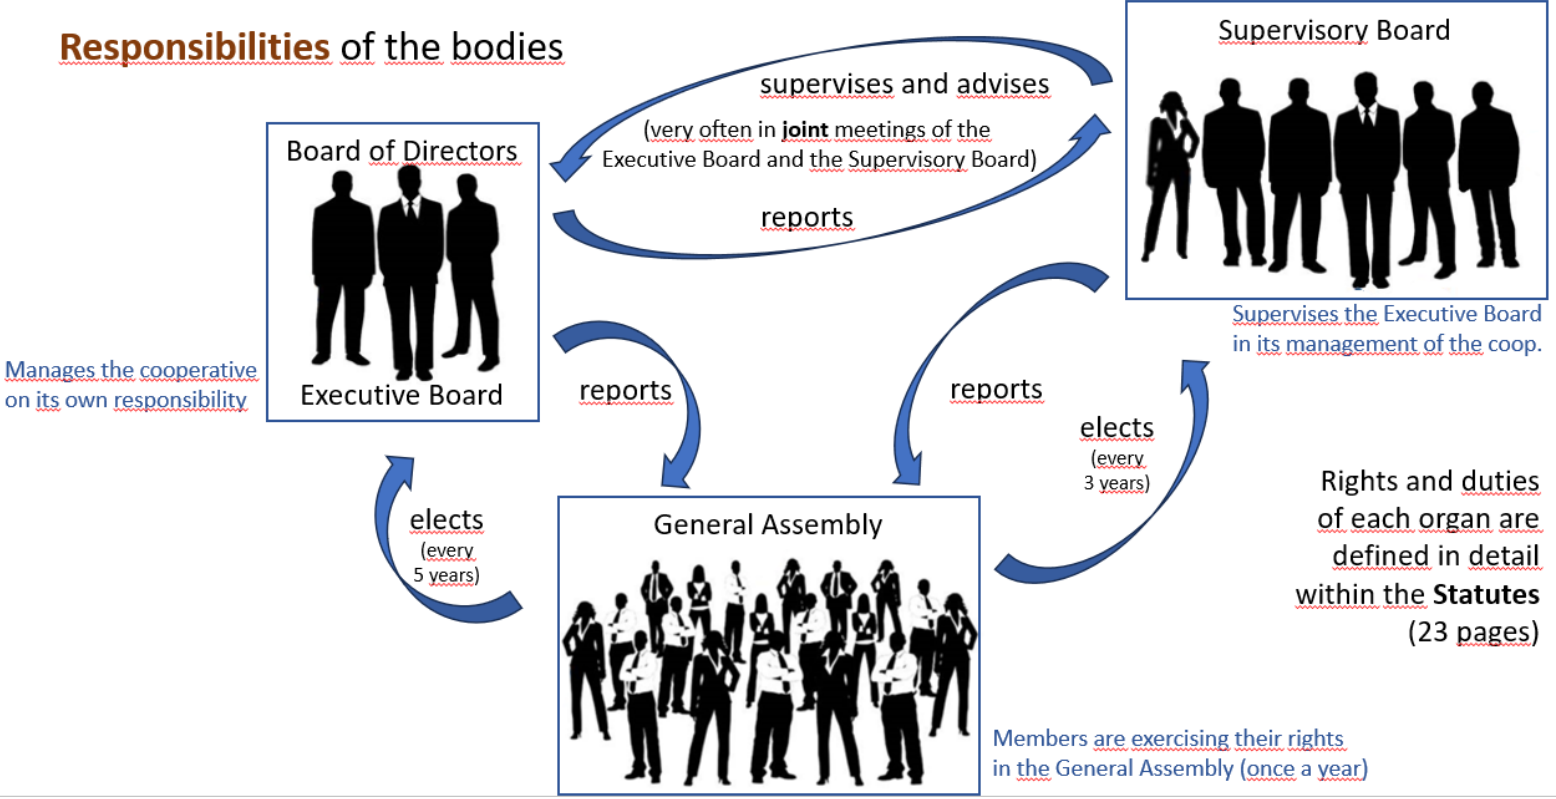 Responsibilities of the bodies
Supervisory Board
supervises and advises
(very often in joint meetings of the
Executive Board and the Supervisory Board)
reports
Board of Directors
Executive Board
Manages the cooperative
on its own responsibility
Supervises the Executive Board
in its management of the coop.
reports
reports
elects
(every
3 years)
elects
(every
5 years)
General Assembly
Rights and duties
of each organ are
defined in detail
within the Statutes
(23 pages)
Members are exercising their rights
in the General Assembly (once a year)